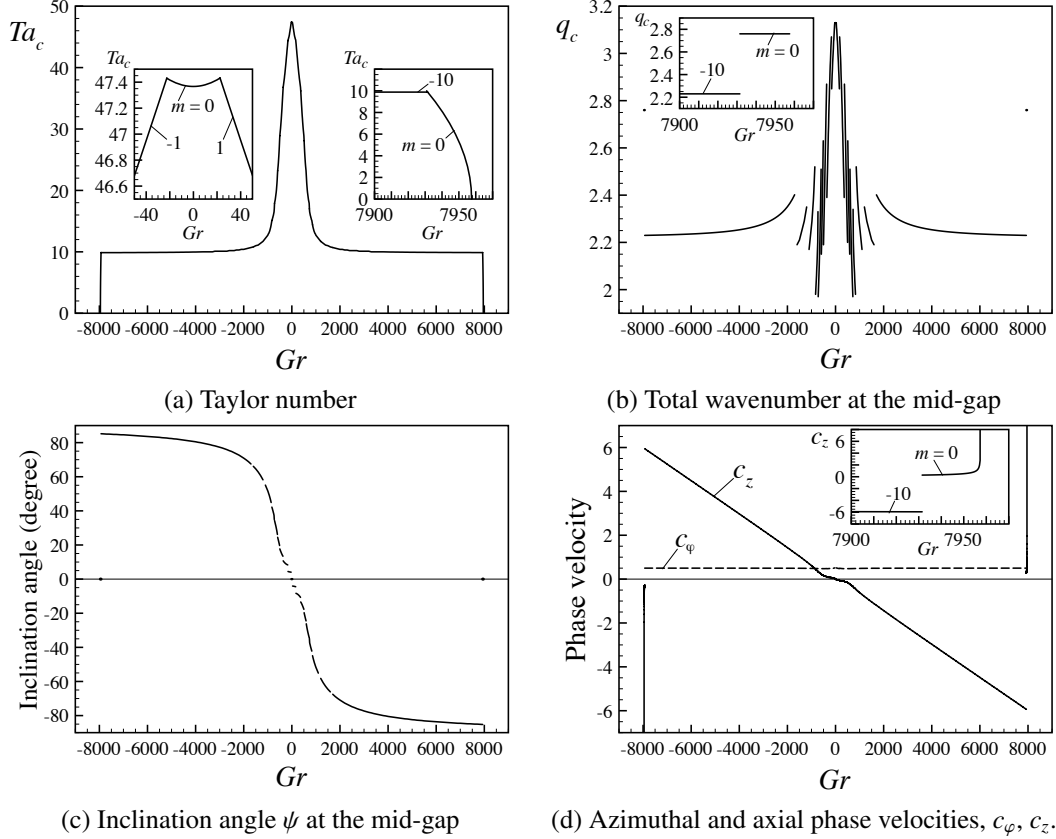 Ta_c
50
40
30
20
10
0
-8000 -6000 -4000 -2000 0 2000 4000 6000 8000
Gr
Ta_c
47.4
47.2
47
46.8
46.6
-40 0 40
Gr
m = 0
-1
1
Ta_c
10
8
6
4
2
0
7900 7950
Gr
-10
m = 0
(a) Taylor number
q_c
3.2
3
2.8
2.6
2.4
2.2
2
-8000 -6000 -4000 -2000 0 2000 4000 6000 8000
Gr
q_c
2.8
2.6
2.4
2.2
7900 7950
Gr
m = 0
-10
(b) Total wavenumber at the mid-gap
Inclination angle (degree)
80
60
40
20
0
-20
-40
-60
-80
-8000 -6000 -4000 -2000 0 2000 4000 6000 8000
Gr
(c) Inclination angle ψ at the mid-gap
Phase velocity
6
4
2
0
-2
-4
-6
-8000 -6000 -4000 -2000 0 2000 4000 6000 8000
Gr
c_z
c_φ
c_z
6
0
-6
7900 7950
Gr
m = 0
-10
(d) Azimuthal and axial phase velocities, c_φ, c_z.